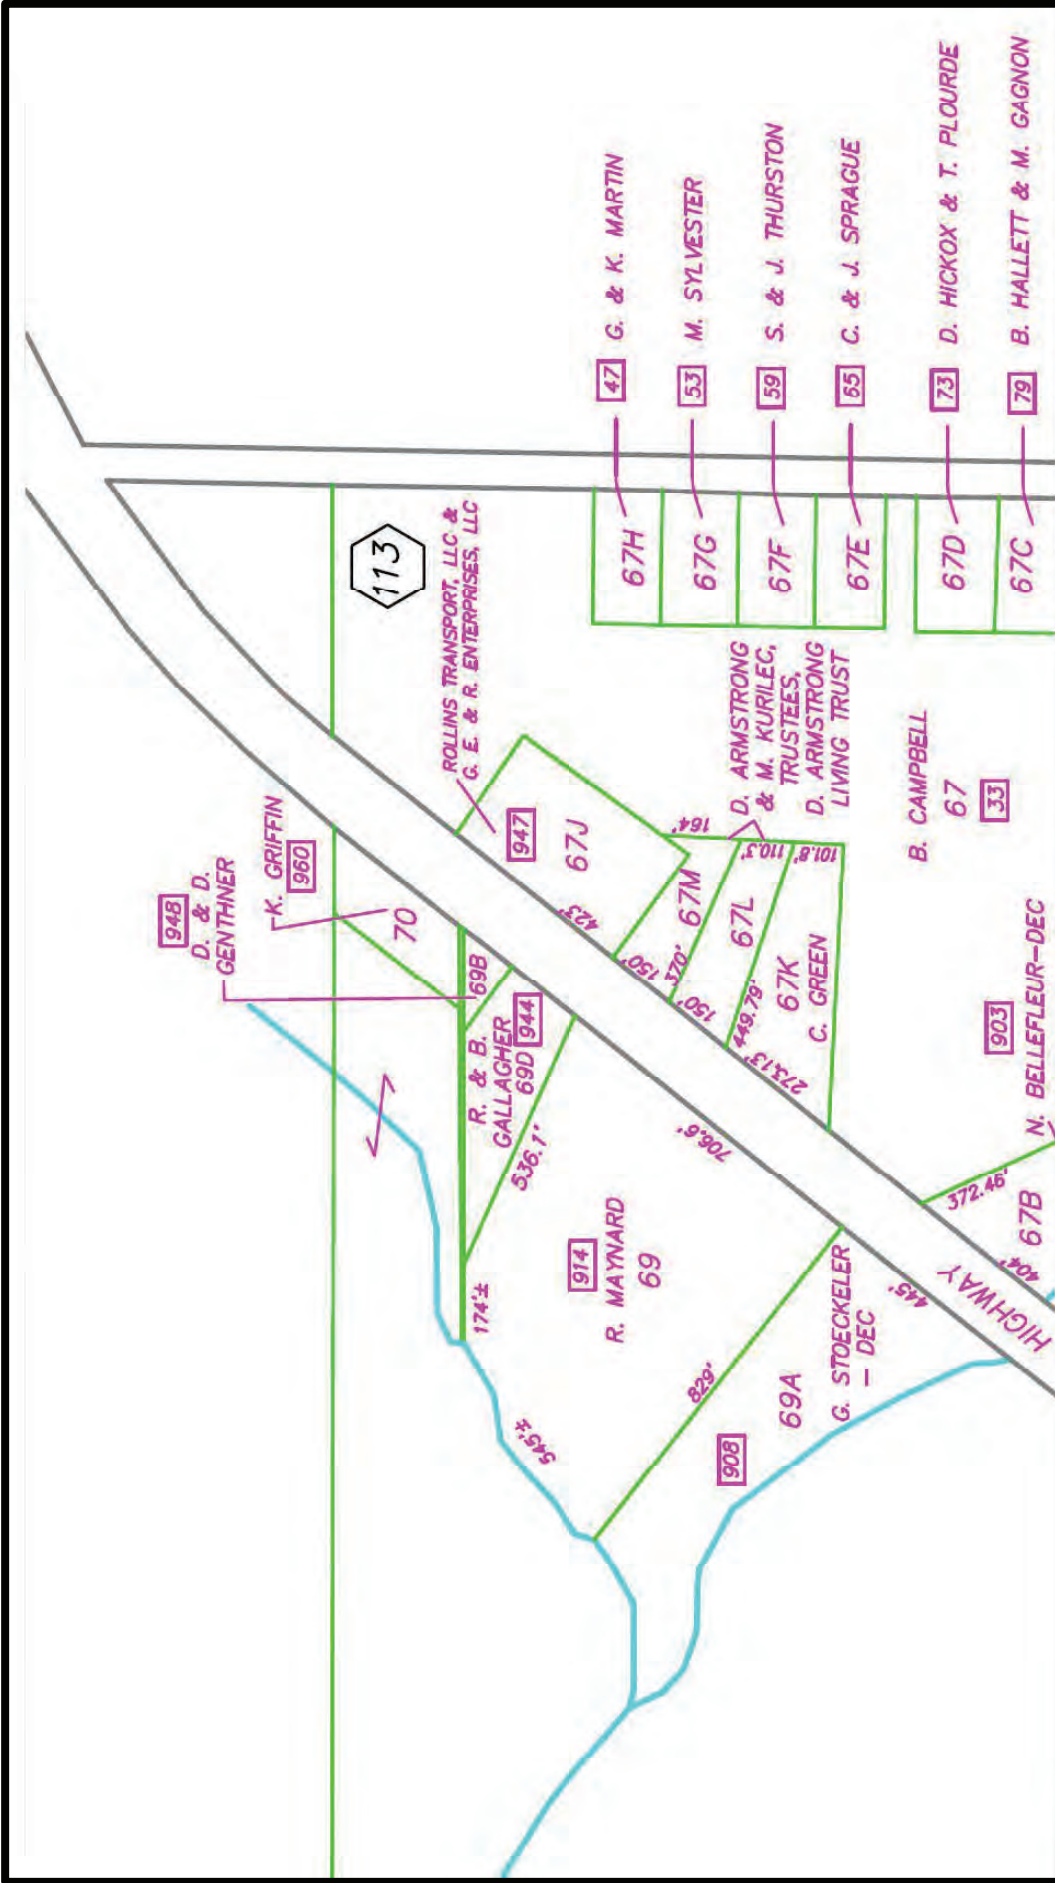 113
47 G. & K. MARTIN
67H
53 M. SYLVESTER
67G
59 S. & J. THURSTON
67F
65 C. & J. SPRAGUE
67E
73 D. HICKOX & T. PLOURDE
67D
79 B. HALLETT & M. GAGNON
67C
ROLLINS TRANSPORT, LLC &
G. E. & R. ENTERPRISES, LLC
947
67J
423'
164'
D. ARMSTRONG
& M. KURILEC,
TRUSTEES,
D. ARMSTRONG
LIVING TRUST
150'
67M
370'
110.3'
150'
67L
449.79'
101.8'
67K
C. GREEN
273.13'
B. CAMPBELL
67
33
903
N. BELLEFLEUR-DEC
372.46'
67B
404'
HIGHWAY
948
D. & D.
GENTHNER
K. GRIFFIN
960
70
69B
R. & B.
GALLAGHER
69D
944
536.1'
706.6'
174'±
914
R. MAYNARD
69
545'±
829'
908
69A
G. STOECKELER
- DEC
445'